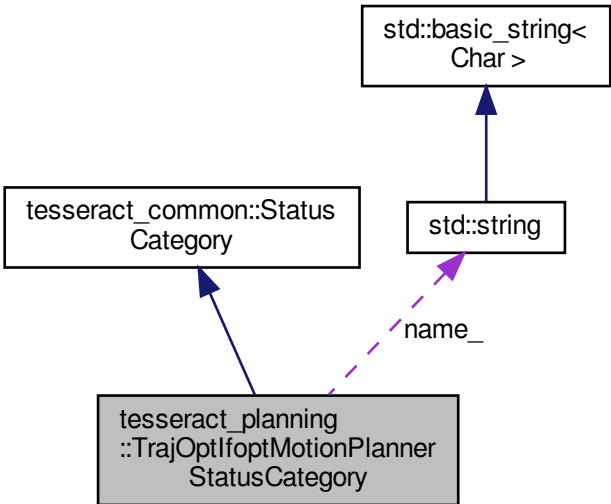 std::basic_string<
Char >
tesseract_common::Status
Category
std::string
name_
tesseract_planning
::TrajOptIfoptMotionPlanner
StatusCategory